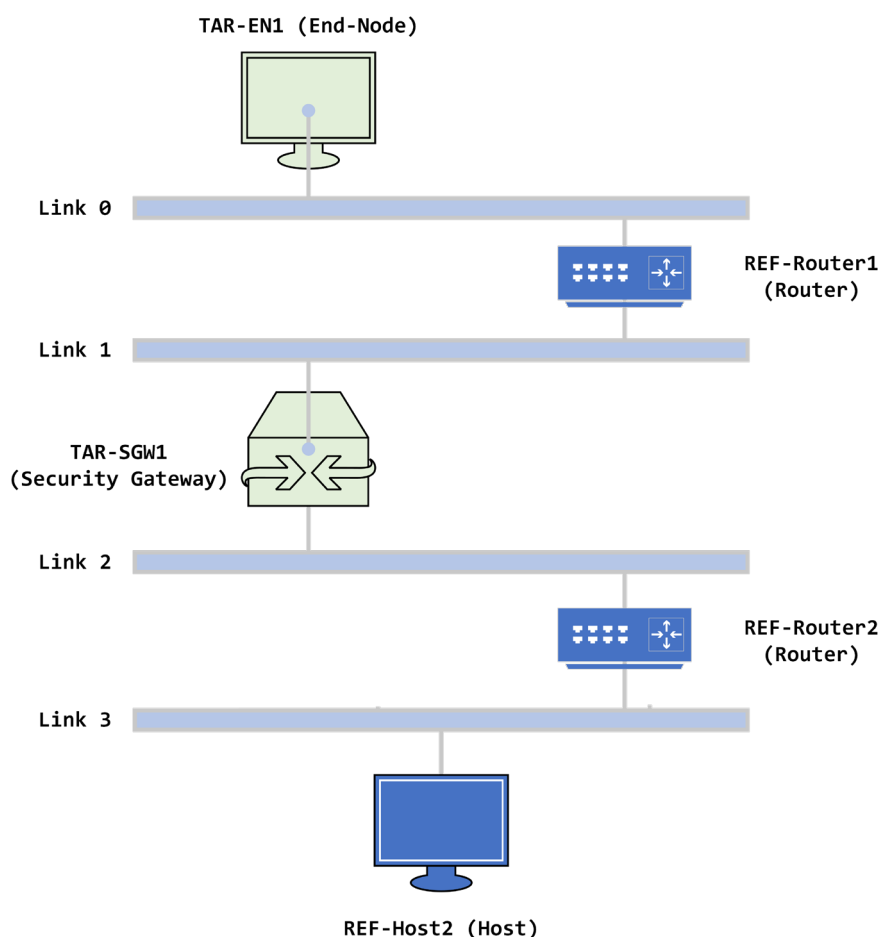 TAR-EN1 (End-Node)
Link 0
REF-Router1
(Router)
Link 1
TAR-SGW1
(Security Gateway)
Link 2
REF-Router2
(Router)
Link 3
REF-Host2 (Host)